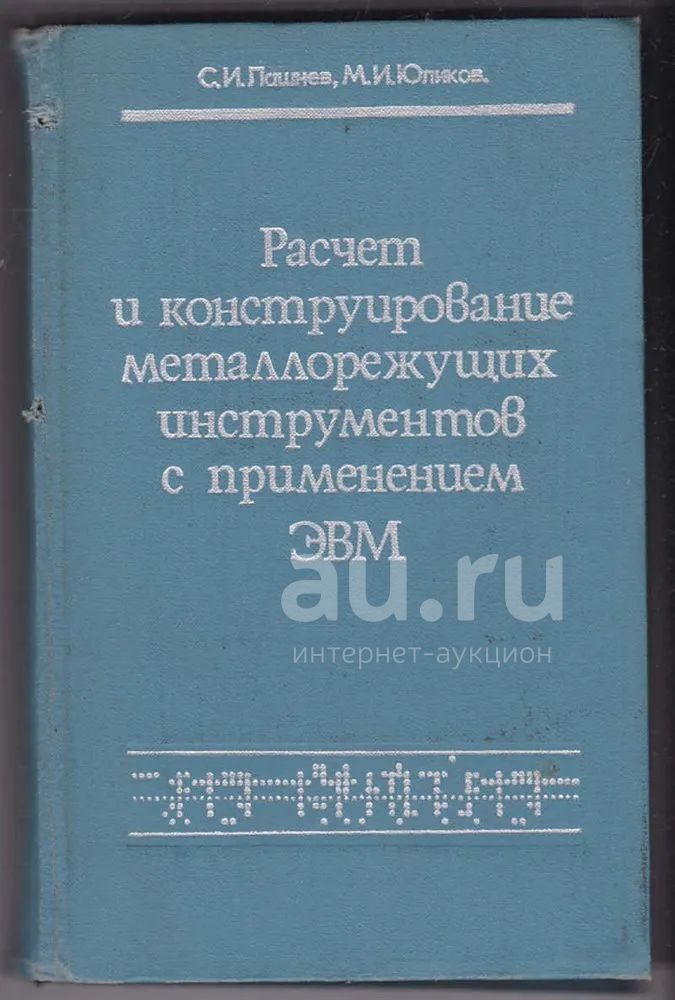 С.И.Лашнев, М.И.Юликов.
Расчет
и конструирование
металлорежущих
инструментов
с применением
ЭВМ
au.ru
интернет-аукцион